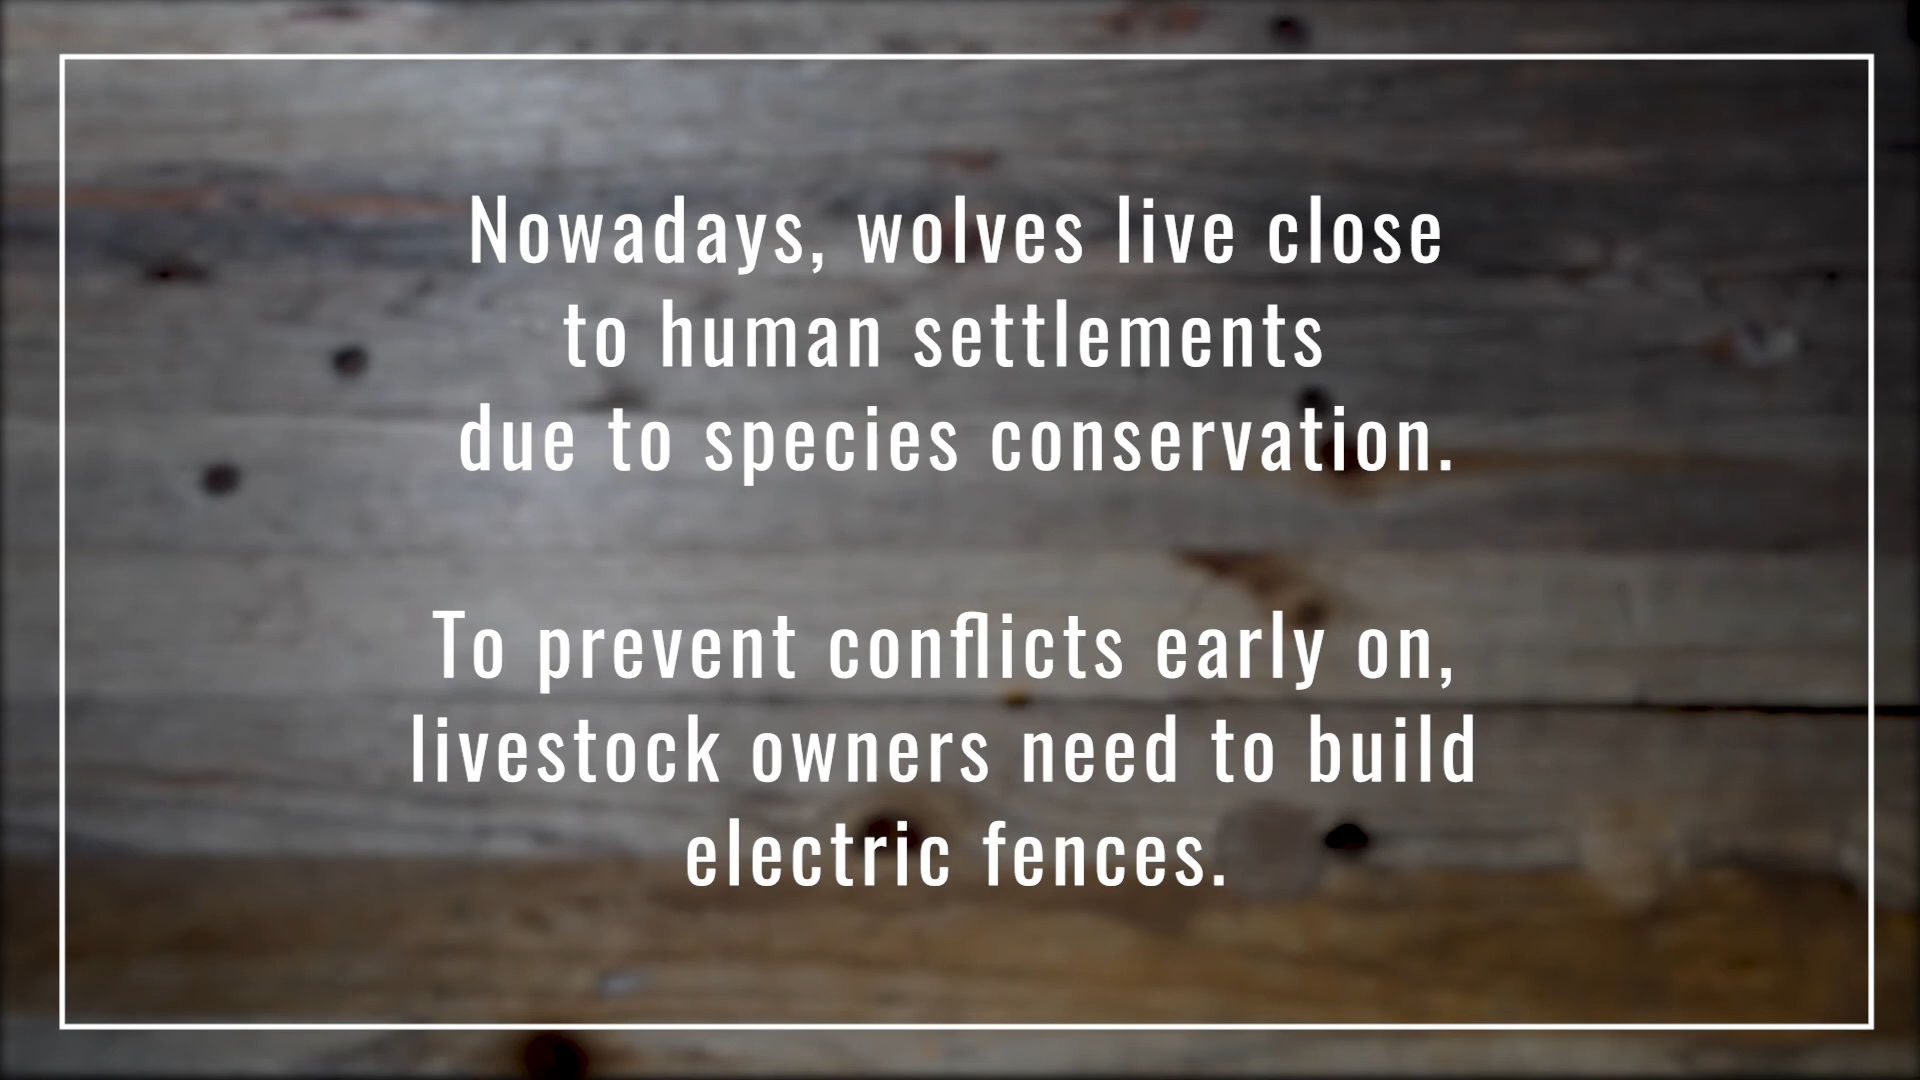 Nowadays, wolves live close
to human settlements
due to species conservation.
To prevent conflicts early on,
livestock owners need to build
electric fences.